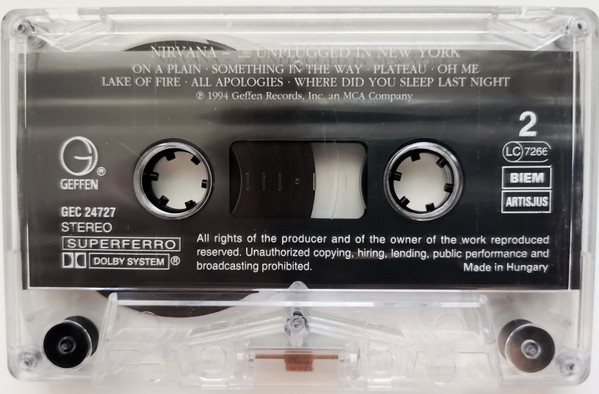 NIRVANA – UNPLUGGED IN NEW YORK
ON A PLAIN · SOMETHING IN THE WAY · PLATEAU · OH ME
LAKE OF FIRE · ALL APOLOGIES · WHERE DID YOU SLEEP LAST NIGHT
℗ 1994 Geffen Records, Inc. an MCA Company
2
LC 7266
BIEM
ARTISJUS
G®
GEFFEN
GEC 24727
STEREO
SUPERFERRO
DOLBY SYSTEM ®
All rights of the producer and of the owner of the work reproduced
reserved. Unauthorized copying, hiring, lending, public performance and
broadcasting prohibited.
Made in Hungary